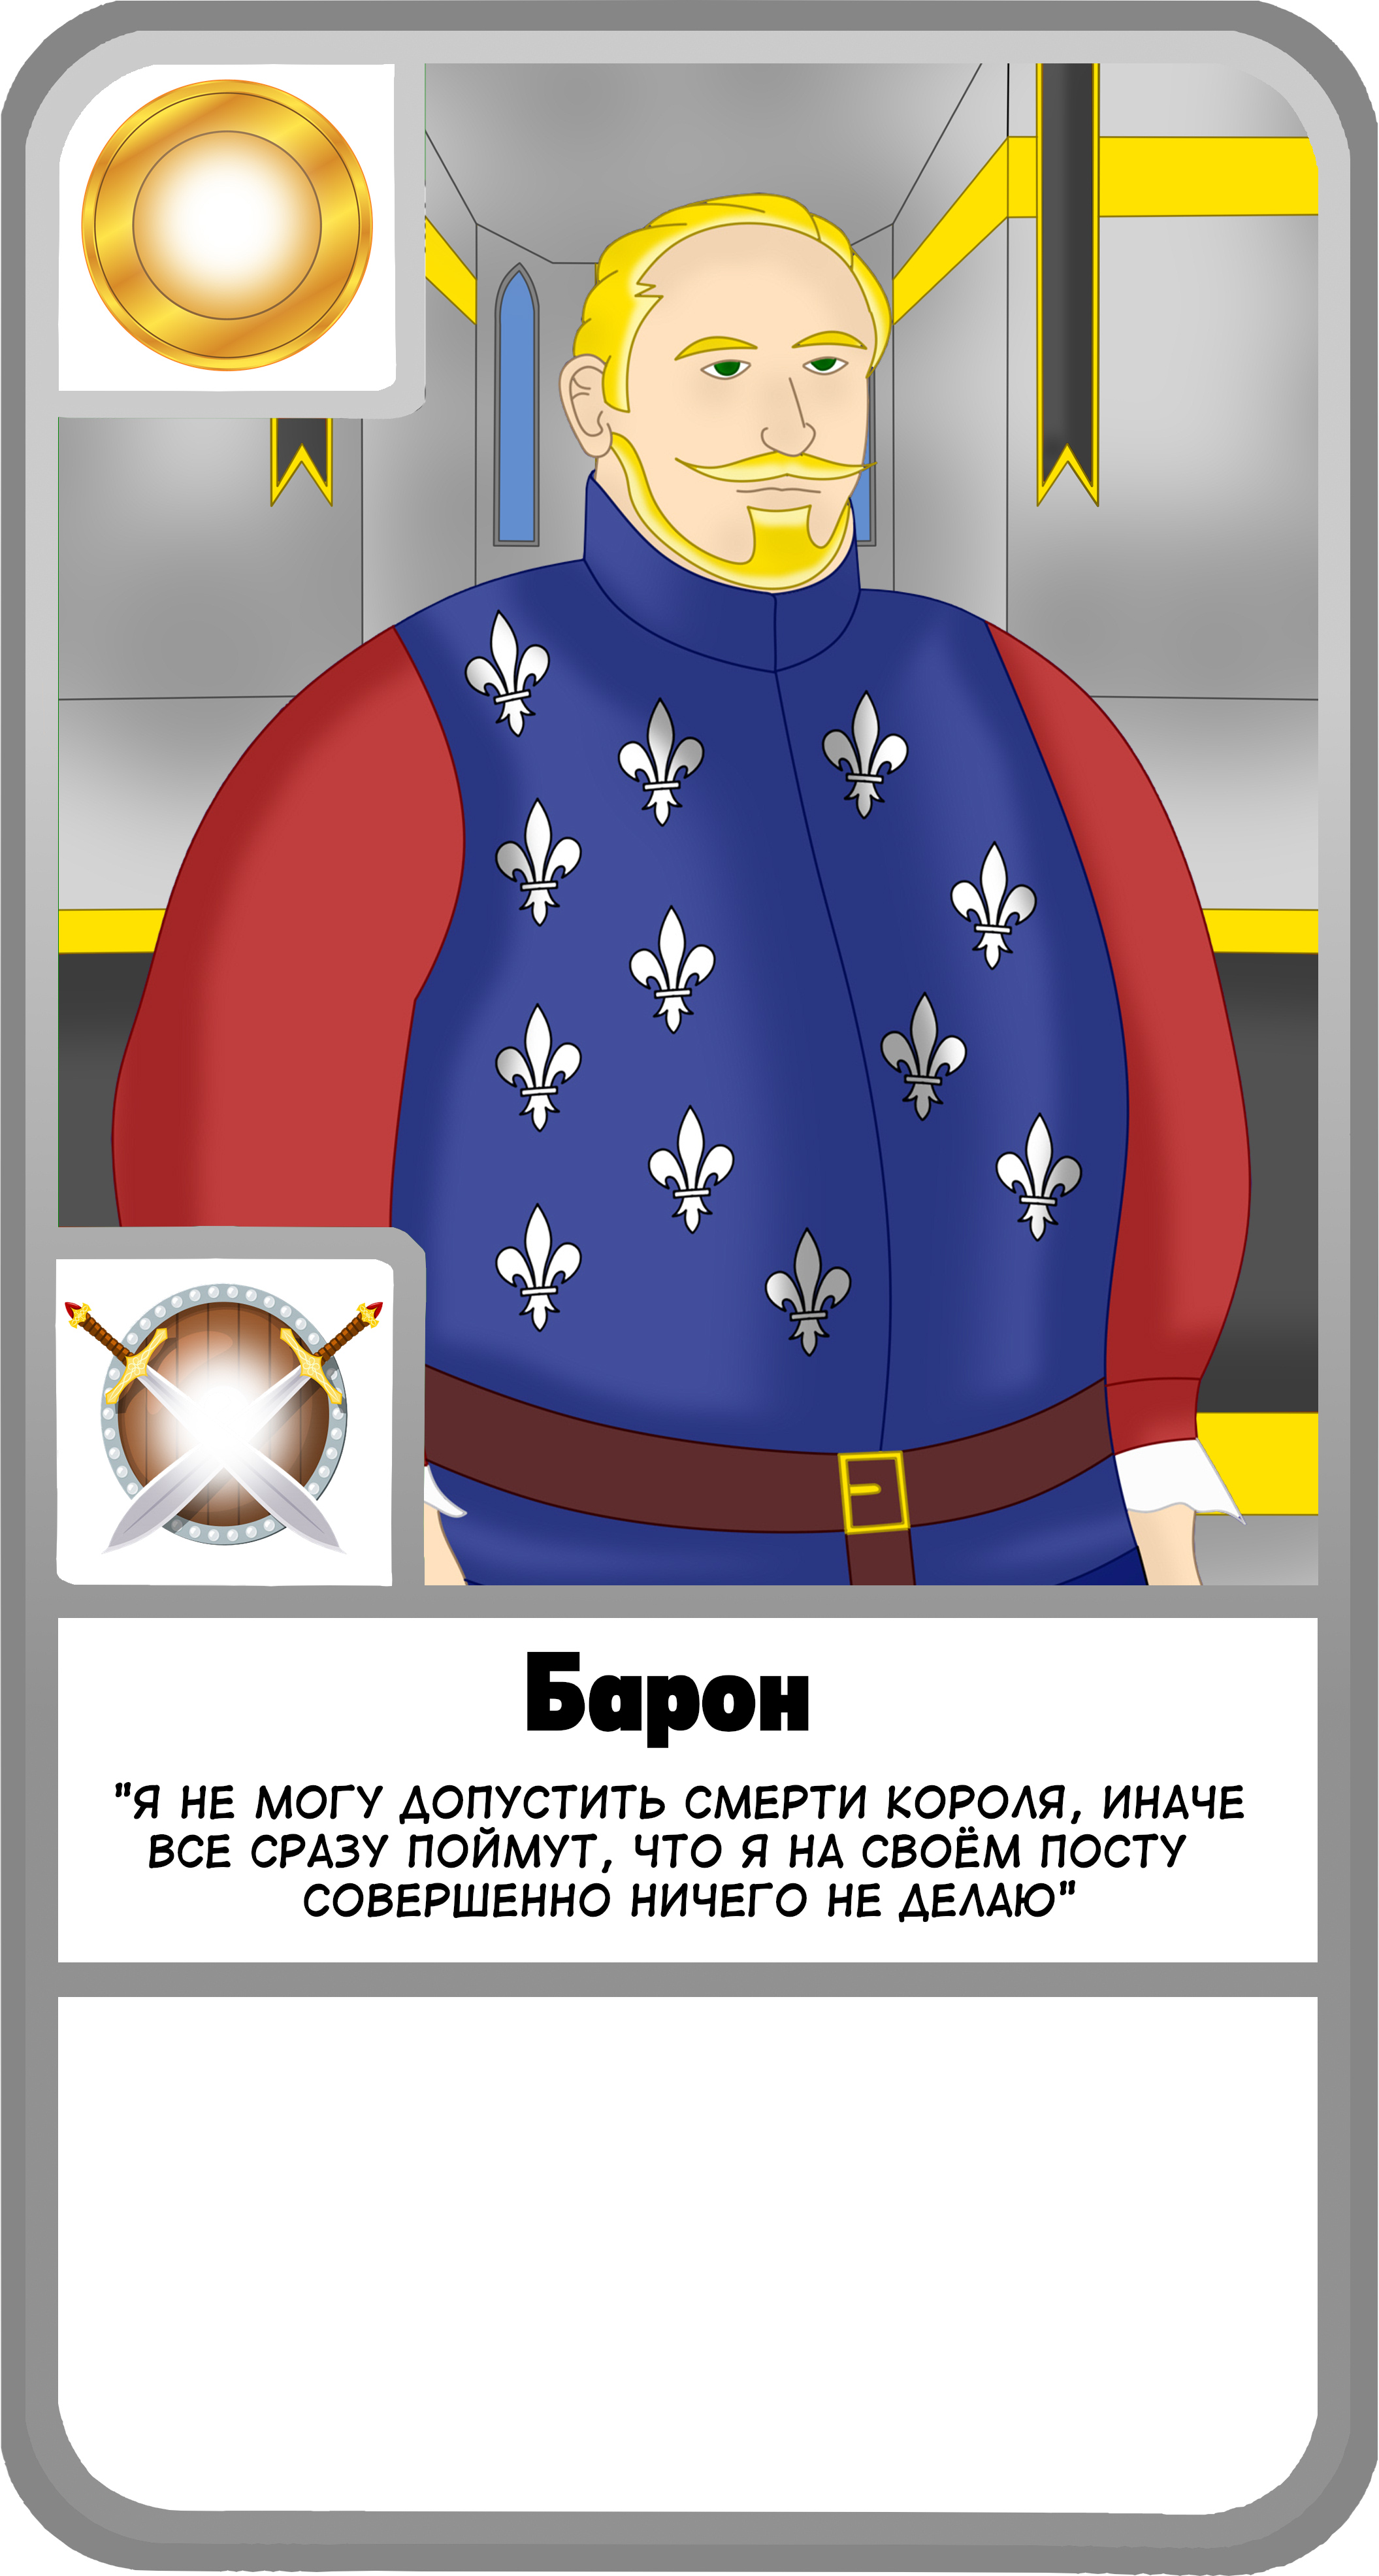 Барон
"Я НЕ МОГУ ДОПУСТИТЬ СМЕРТИ КОРОЛЯ, ИНАЧЕ
ВСЕ СРАЗУ ПОЙМУТ, ЧТО Я НА СВОЁМ ПОСТУ
СОВЕРШЕННО НИЧЕГО НЕ ДЕЛАЮ"